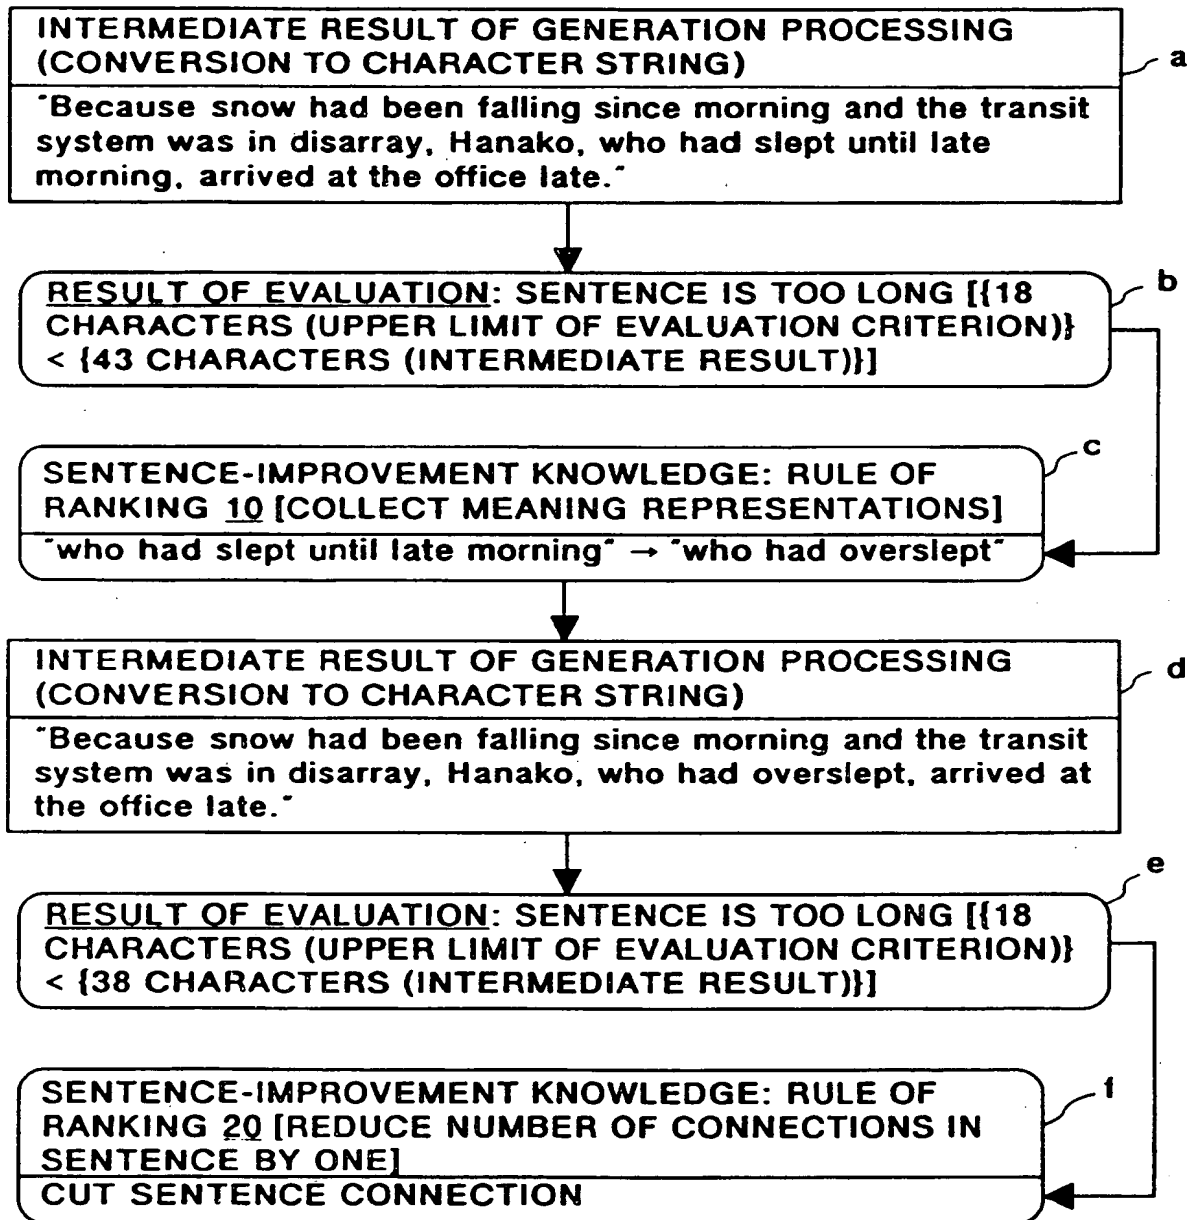 INTERMEDIATE RESULT OF GENERATION PROCESSING
(CONVERSION TO CHARACTER STRING)
a
"Because snow had been falling since morning and the transit
system was in disarray, Hanako, who had slept until late
morning, arrived at the office late."
RESULT OF EVALUATION: SENTENCE IS TOO LONG [{18
CHARACTERS (UPPER LIMIT OF EVALUATION CRITERION)}
< {43 CHARACTERS (INTERMEDIATE RESULT)}]
b
SENTENCE-IMPROVEMENT KNOWLEDGE: RULE OF
RANKING 10 [COLLECT MEANING REPRESENTATIONS]
c
"who had slept until late morning" → "who had overslept"
INTERMEDIATE RESULT OF GENERATION PROCESSING
(CONVERSION TO CHARACTER STRING)
d
"Because snow had been falling since morning and the transit
system was in disarray, Hanako, who had overslept, arrived at
the office late."
RESULT OF EVALUATION: SENTENCE IS TOO LONG [{18
CHARACTERS (UPPER LIMIT OF EVALUATION CRITERION)}
< {38 CHARACTERS (INTERMEDIATE RESULT)}]
e
SENTENCE-IMPROVEMENT KNOWLEDGE: RULE OF
RANKING 20 [REDUCE NUMBER OF CONNECTIONS IN
SENTENCE BY ONE]
f
CUT SENTENCE CONNECTION